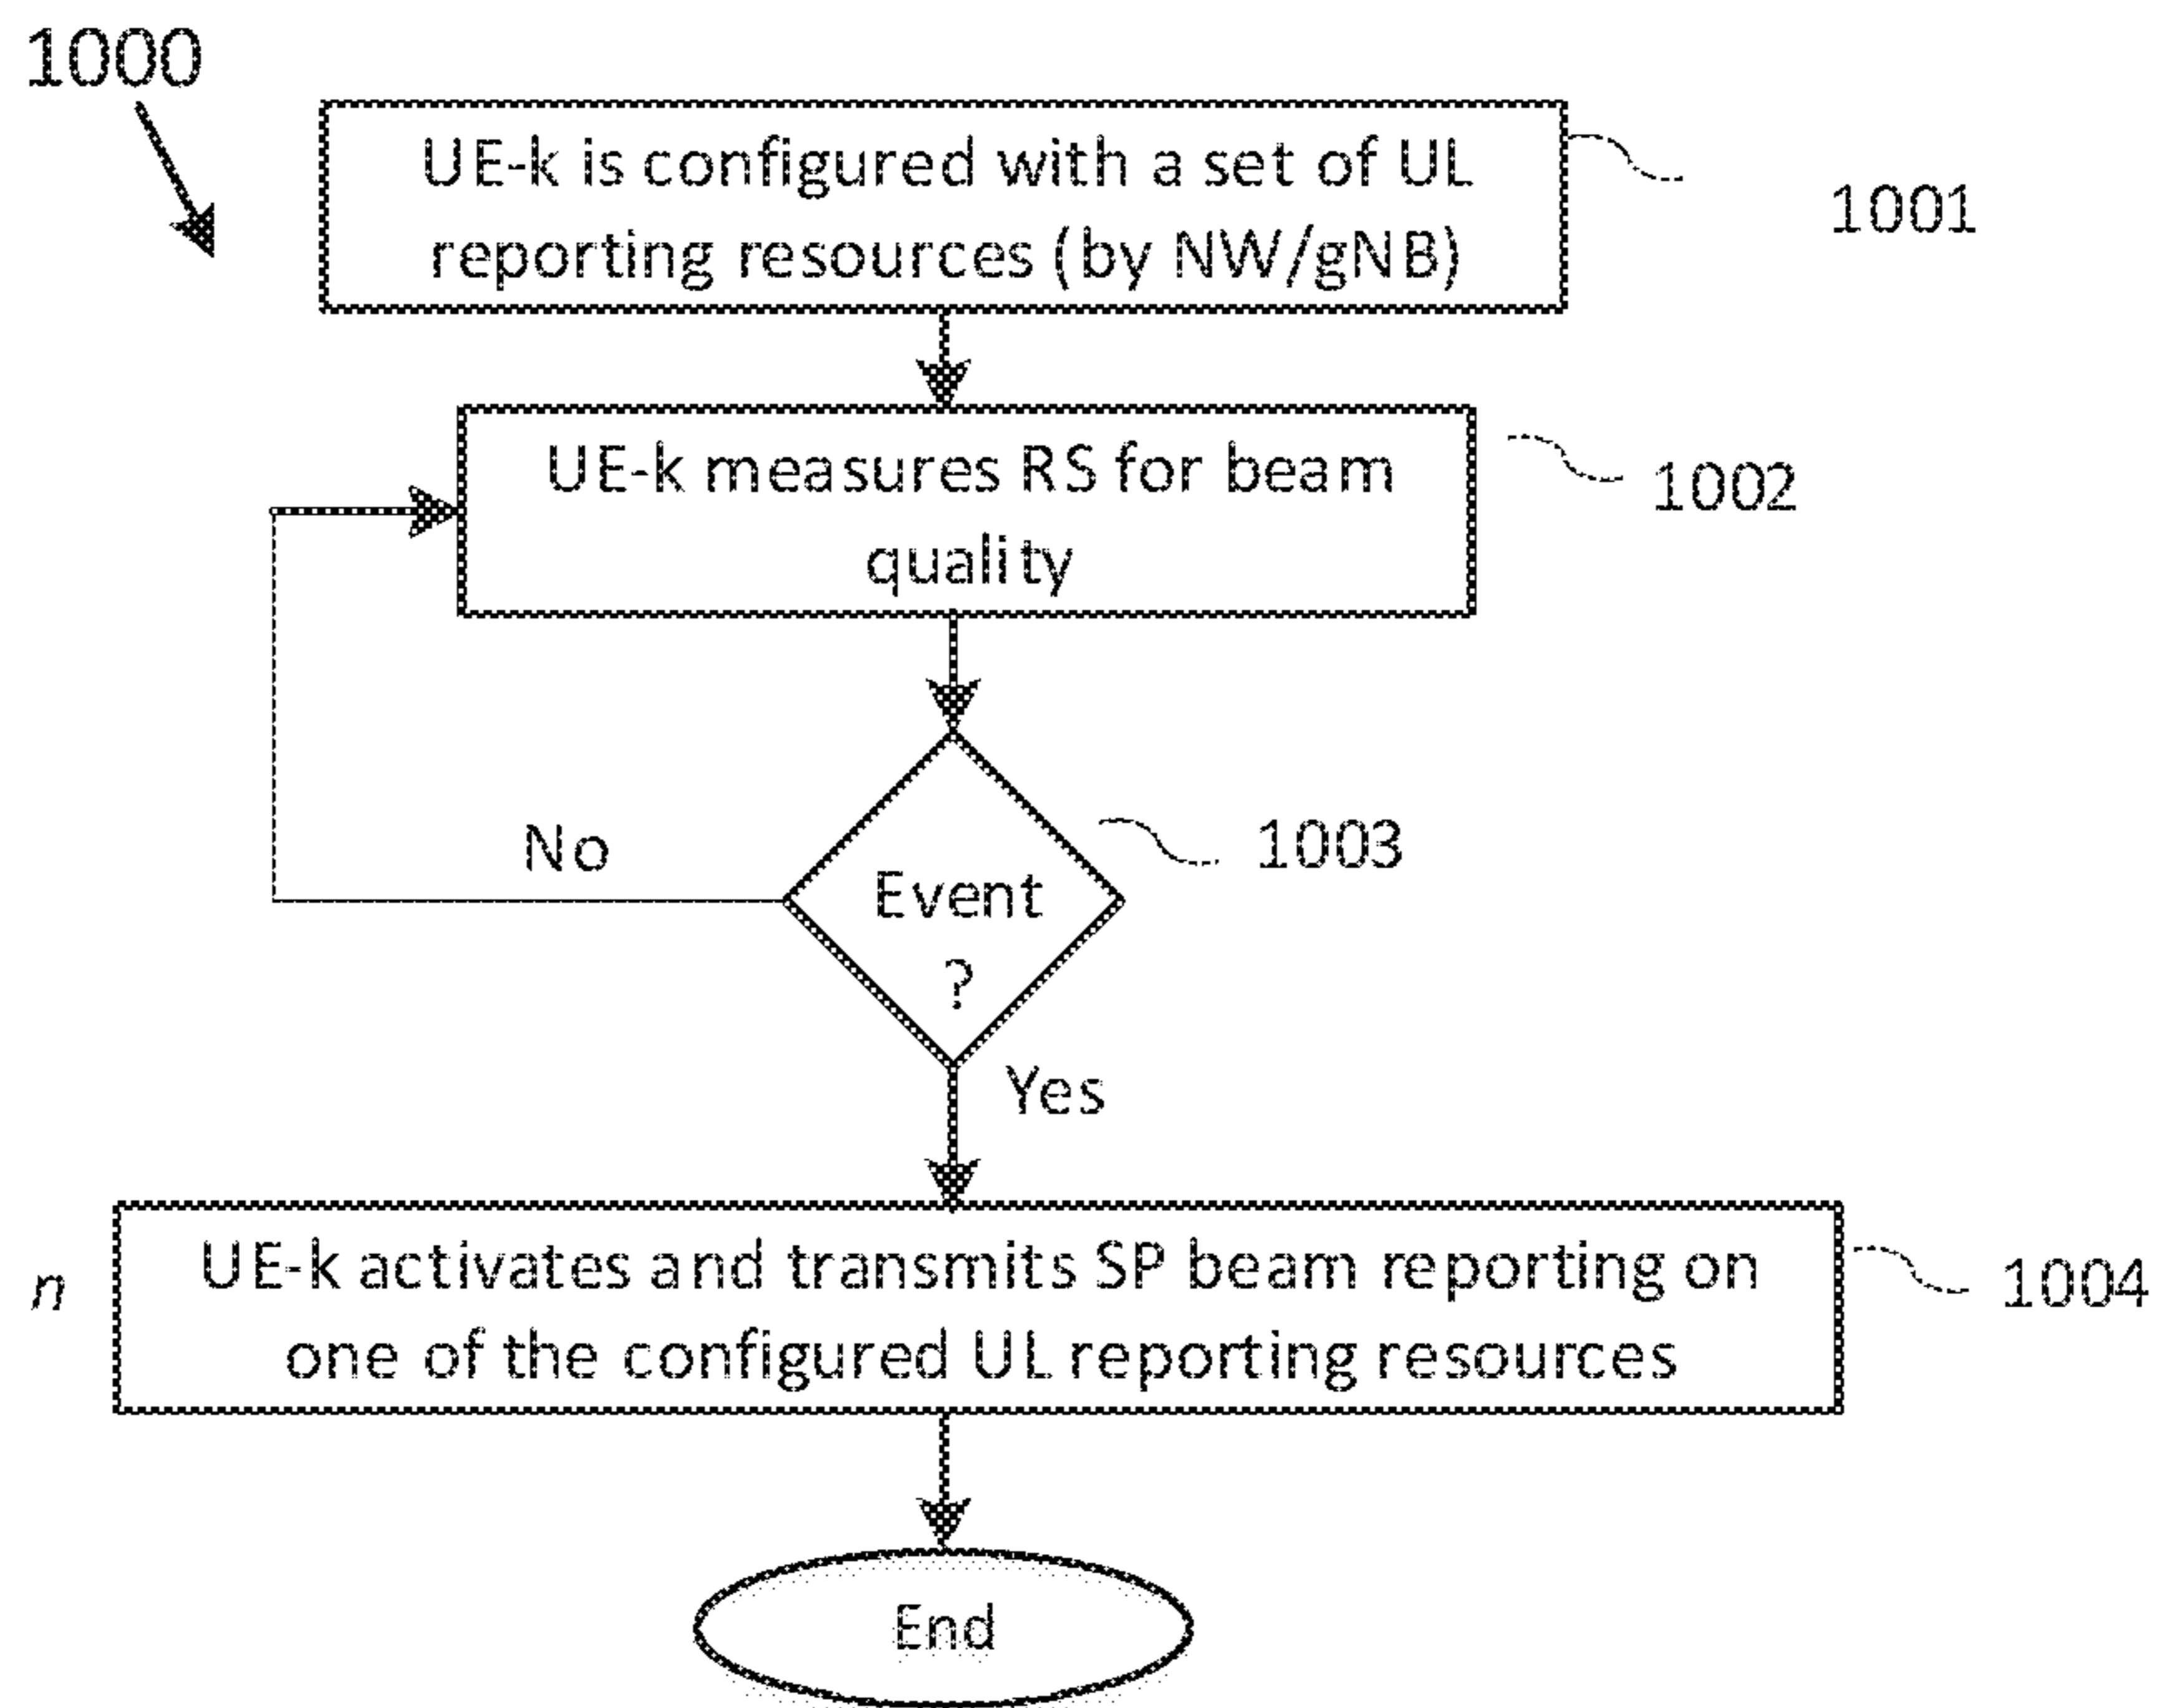 1000
UE-k is configured with a set of UL
reporting resources (by NW/gNB)
1001
UE-k measures RS for beam
quality
1002
No
Event
?
1003
Yes
n
UE-k activates and transmits SP beam reporting on
one of the configured UL reporting resources
1004
End